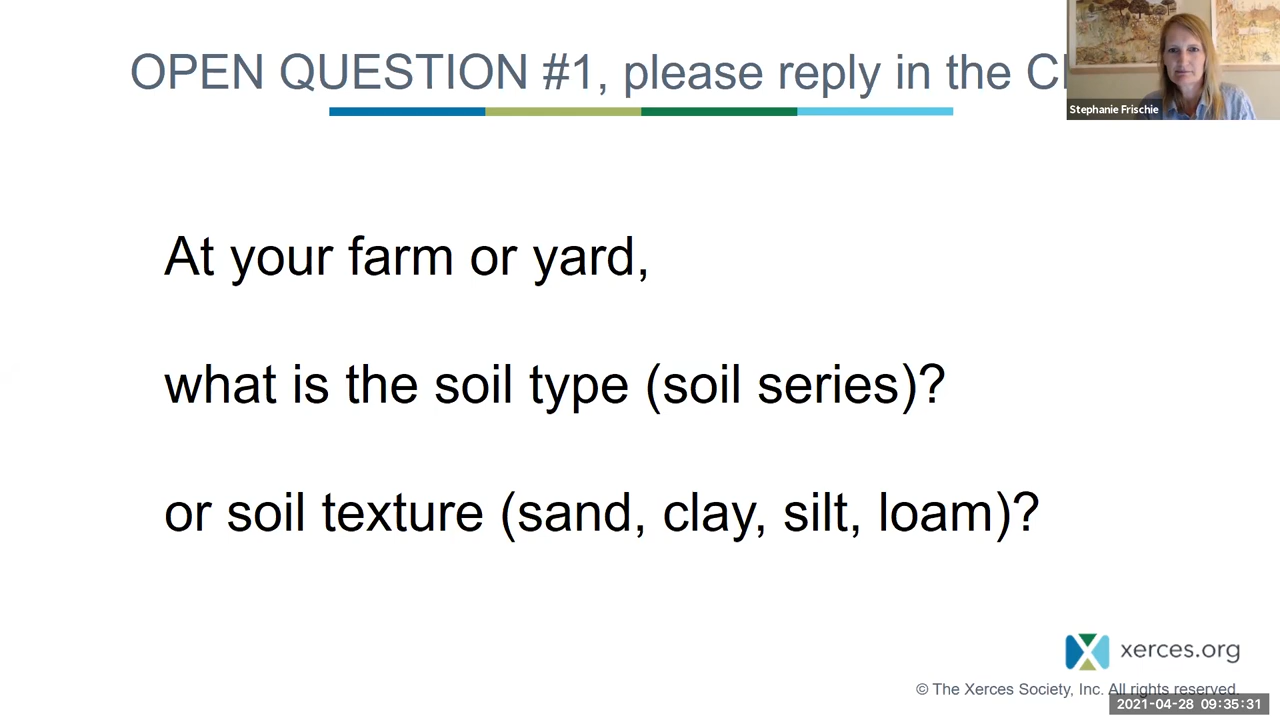 OPEN QUESTION #1, please reply in the
Stephanie Frischie
At your farm or yard,
what is the soil type (soil series)?
or soil texture (sand, clay, silt, loam)?
xerces.org
© The Xerces Society, Inc. All rights reserved.
2021-04-28 09:35:31